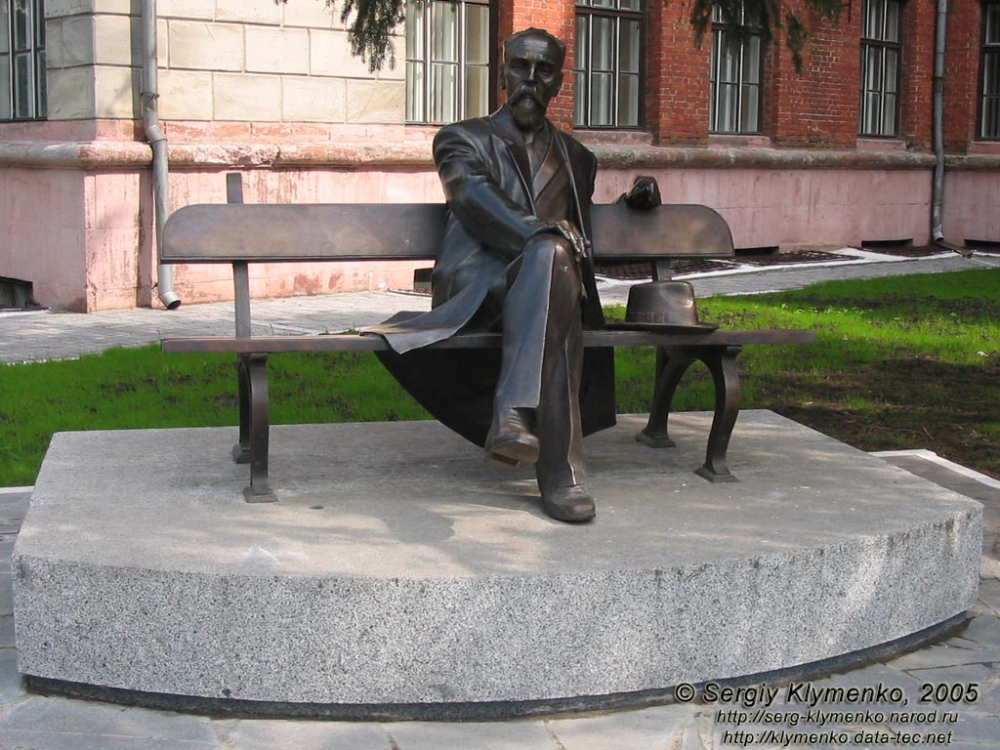 © Sergiy Klymenko, 2005
http://serg-klymenko.narod.ru
http://klymenko.data-tec.net